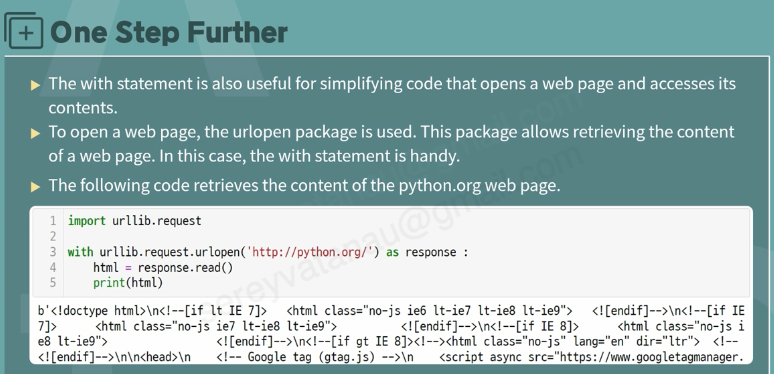 One Step Further
The with statement is also useful for simplifying code that opens a web page and accesses its
contents.
To open a web page, the urlopen package is used. This package allows retrieving the content
of a web page. In this case, the with statement is handy.
The following code retrieves the content of the python.org web page.
1 import urllib.request
2
3 with urllib.request.urlopen('http://python.org/') as response :
4     html = response.read()
5     print(html)
b'<!doctype html>\n<!--[if lt IE 7]>   <html class="no-js ie6 lt-ie7 lt-ie8 lt-ie9">   <![endif]-->\n<!--[if IE
7]>      <html class="no-js ie7 lt-ie8 lt-ie9">          <![endif]-->\n<!--[if IE 8]>      <html class="no-js i
e8 lt-ie9">                 <![endif]-->\n<!--[if gt IE 8]><!--><html class="no-js" lang="en" dir="ltr">  <!--
<![endif]-->\n\n<head>\n    <!-- Google tag (gtag.js) -->\n    <script async src="https://www.googletagmanager.